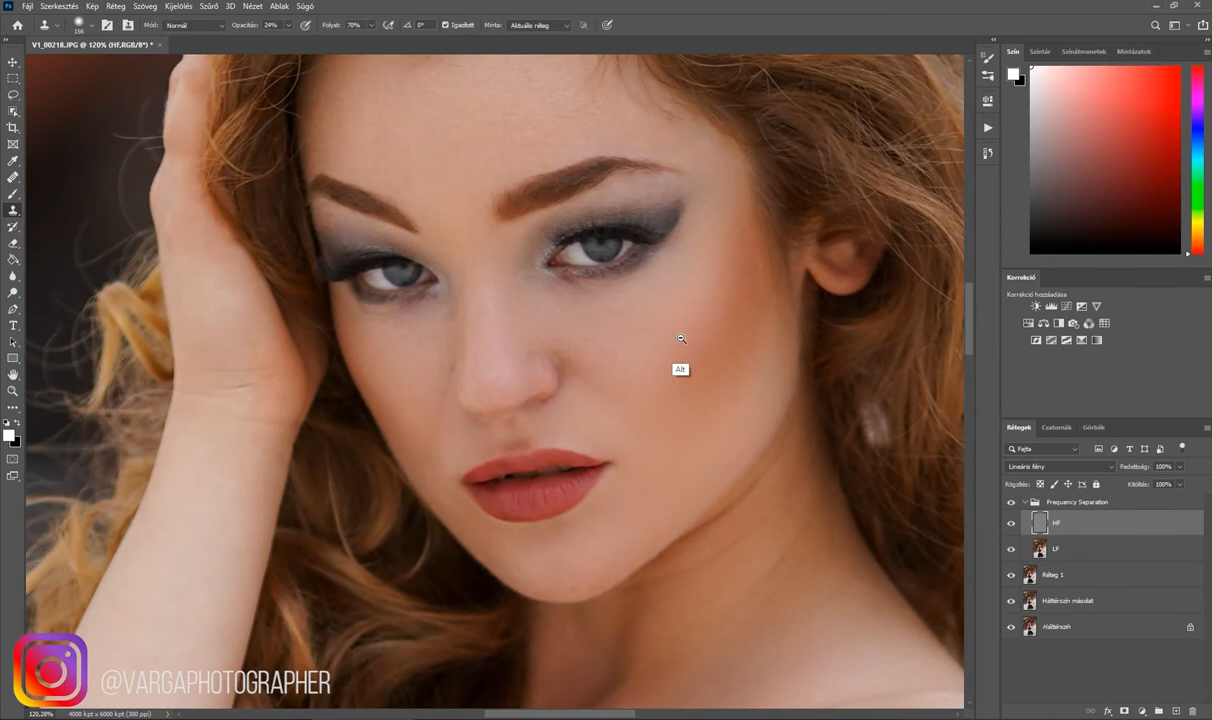 Fájl Szerkesztés Kép Réteg Szöveg Kijelölés Szűrő 3D Nézet Ablak Súgó
156 Mód: Normál Opacitás: 24% Folyat: 70% 0° Igazított Minta: Aktuális réteg
V1_00218.JPG @ 120% (HF,RGB/8*) *
Szín Színtár Színátmenetek Mintázatok
Korrekció
Korrekció hozzáadása
Alt
Rétegek Csatornák Görbék
Fajta
Lineáris fény Fedettség: 100%
Rögzítés: Kitöltés: 100%
Frequency Separation
HF
LF
Réteg 1
Háttérszín másolat
Háttérszín
@VARGAPHOTOGRAPHER
120,28% 4000 kpt x 6000 kpt (300 ppi)